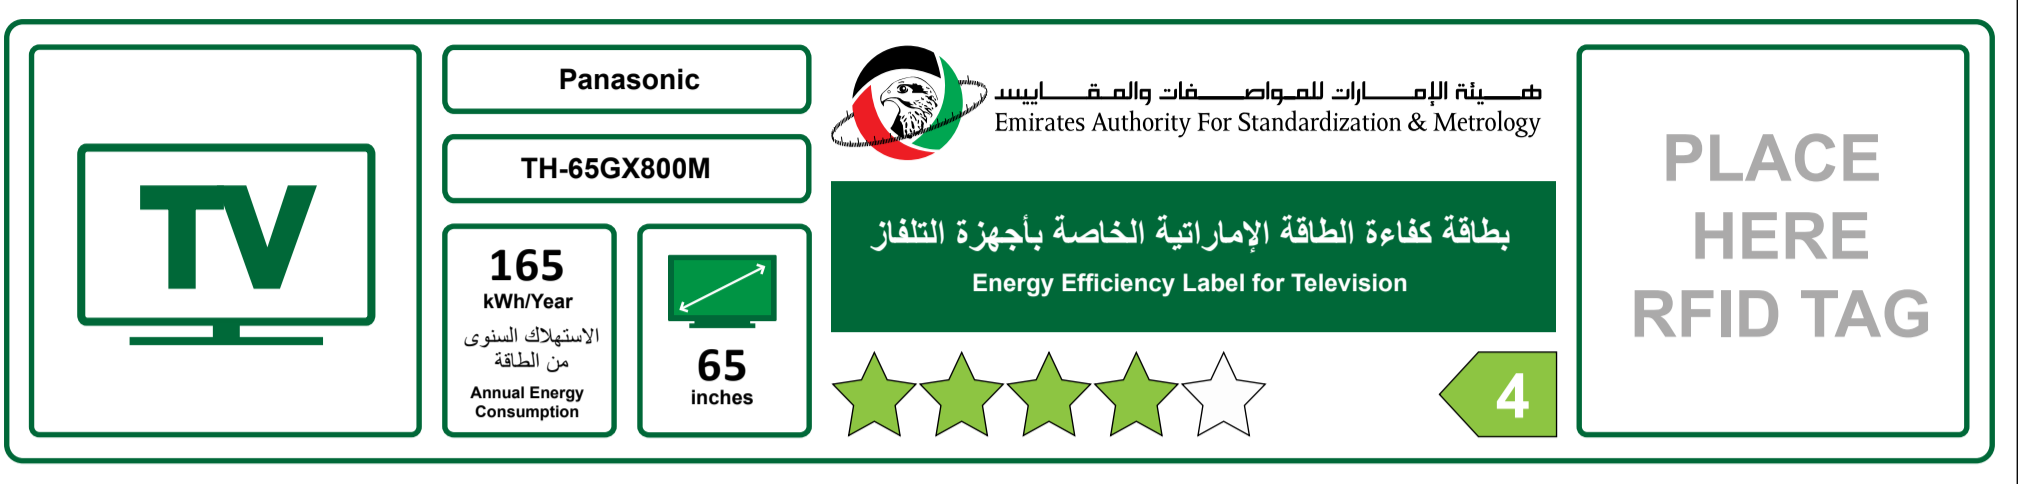 TV
Panasonic
TH-65GX800M
165
kWh/Year
الاستهلاك السنوى
من الطاقة
Annual Energy
Consumption
65
inches
هيئة الإمارات للمواصفات والمقاييس
Emirates Authority For Standardization & Metrology
بطاقة كفاءة الطاقة الإماراتية الخاصة بأجهزة التلفاز
Energy Efficiency Label for Television
4
PLACE
HERE
RFID TAG